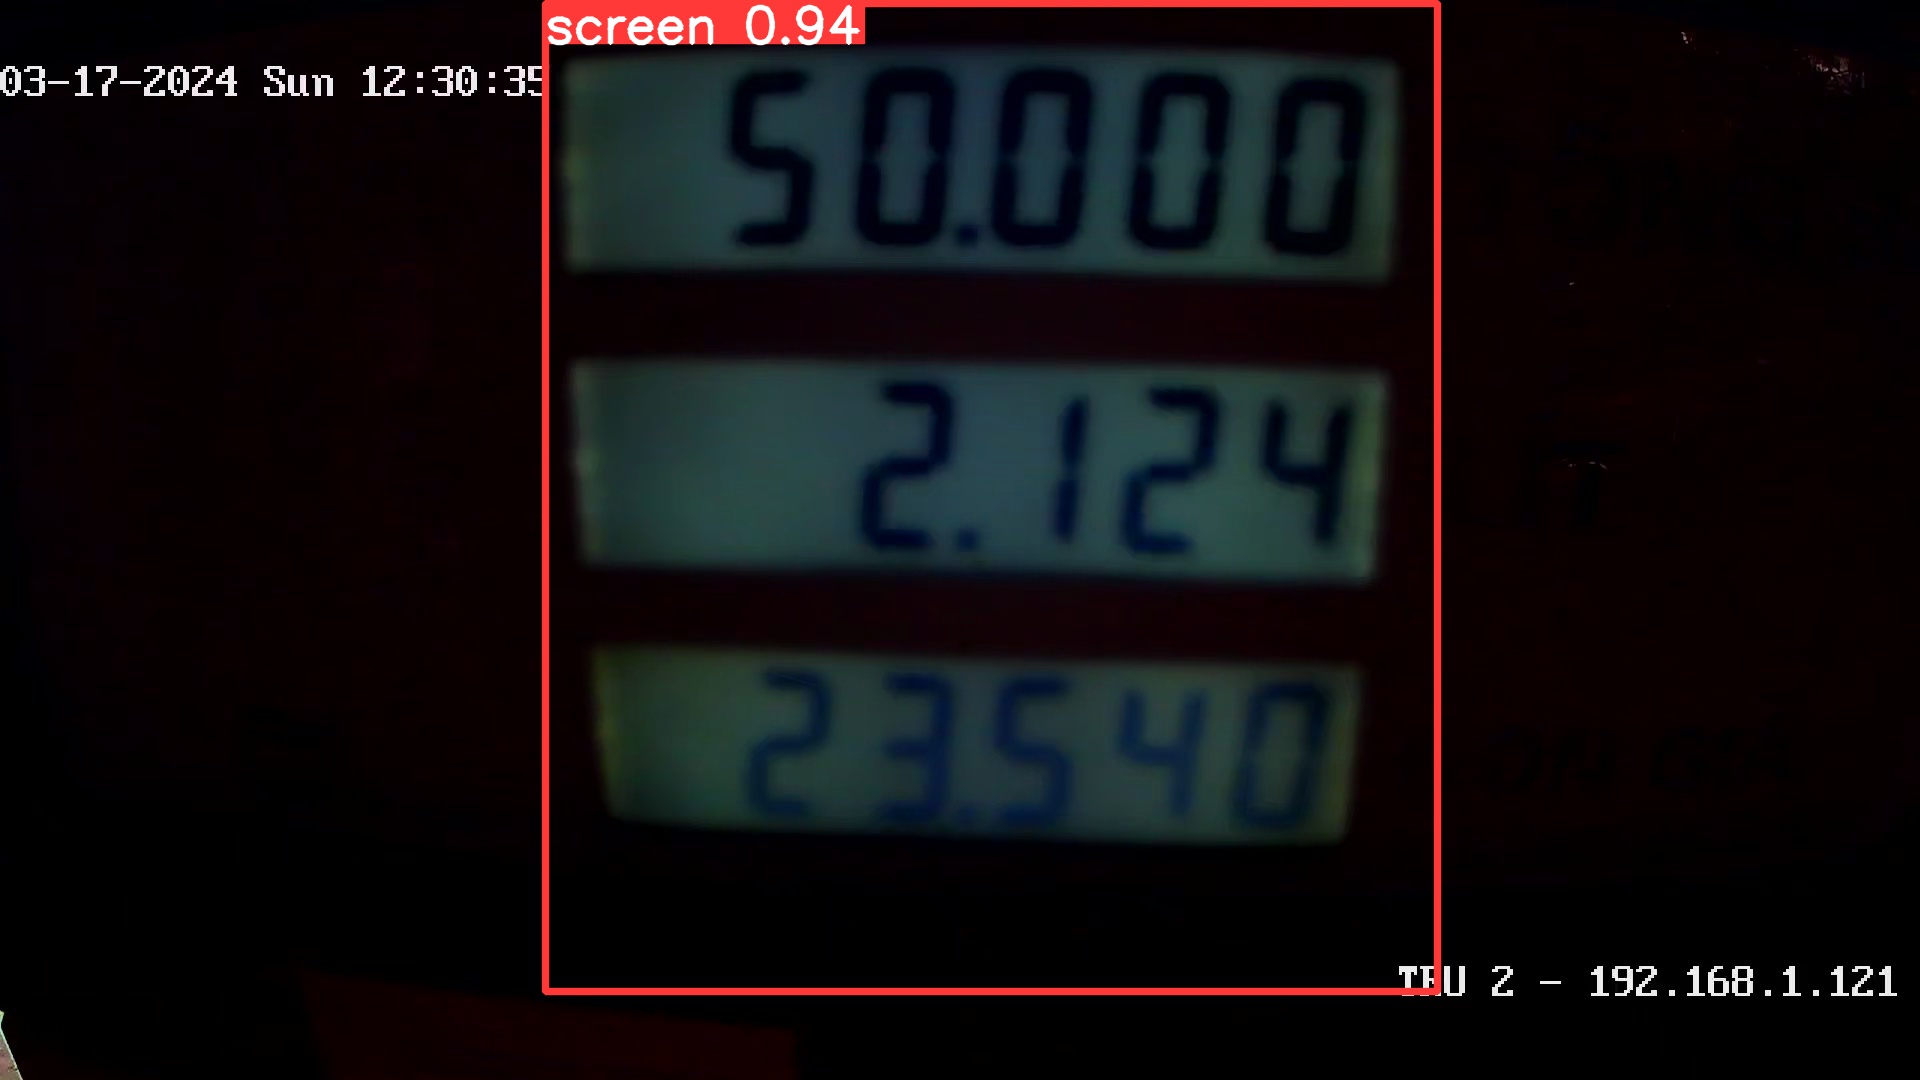 screen 0.94
03-17-2024 Sun 12:30:35
50.000
2.124
23.540
TRU 2 - 192.168.1.121